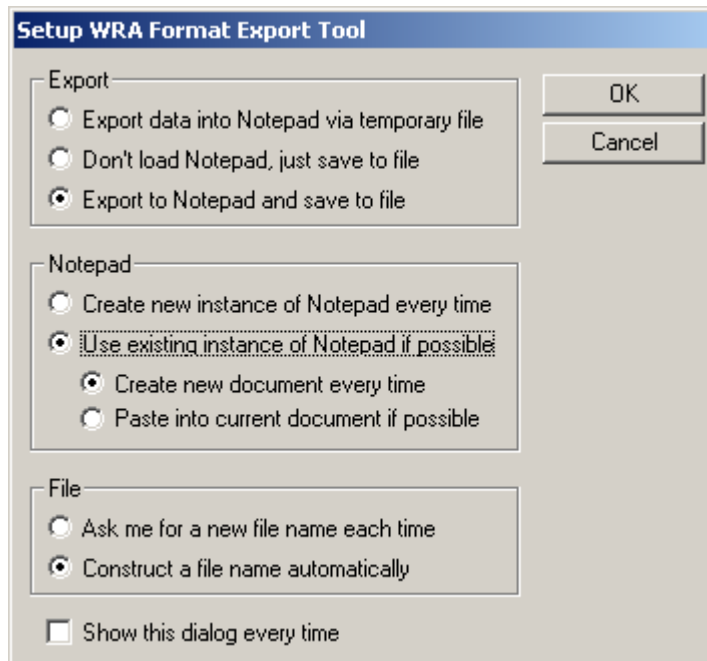 Setup WRA Format Export Tool
Export
Export data into Notepad via temporary file
Don't load Notepad, just save to file
Export to Notepad and save to file
OK
Cancel
Notepad
Create new instance of Notepad every time
Use existing instance of Notepad if possible
Create new document every time
Paste into current document if possible
File
Ask me for a new file name each time
Construct a file name automatically
Show this dialog every time